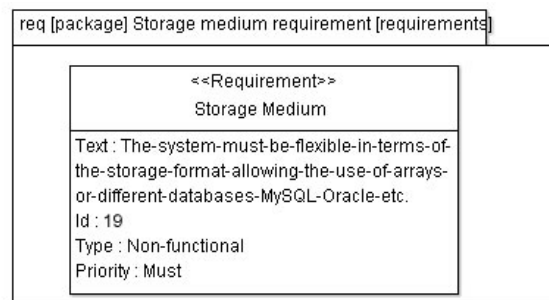 req [package] Storage medium requirement [requirements]
<<Requirement>>
Storage Medium
Text : The-system-must-be-flexible-in-terms-of-
the-storage-format-allowing-the-use-of-arrays-
or-different-databases-MySQL-Oracle-etc.
Id : 19
Type : Non-functional
Priority : Must